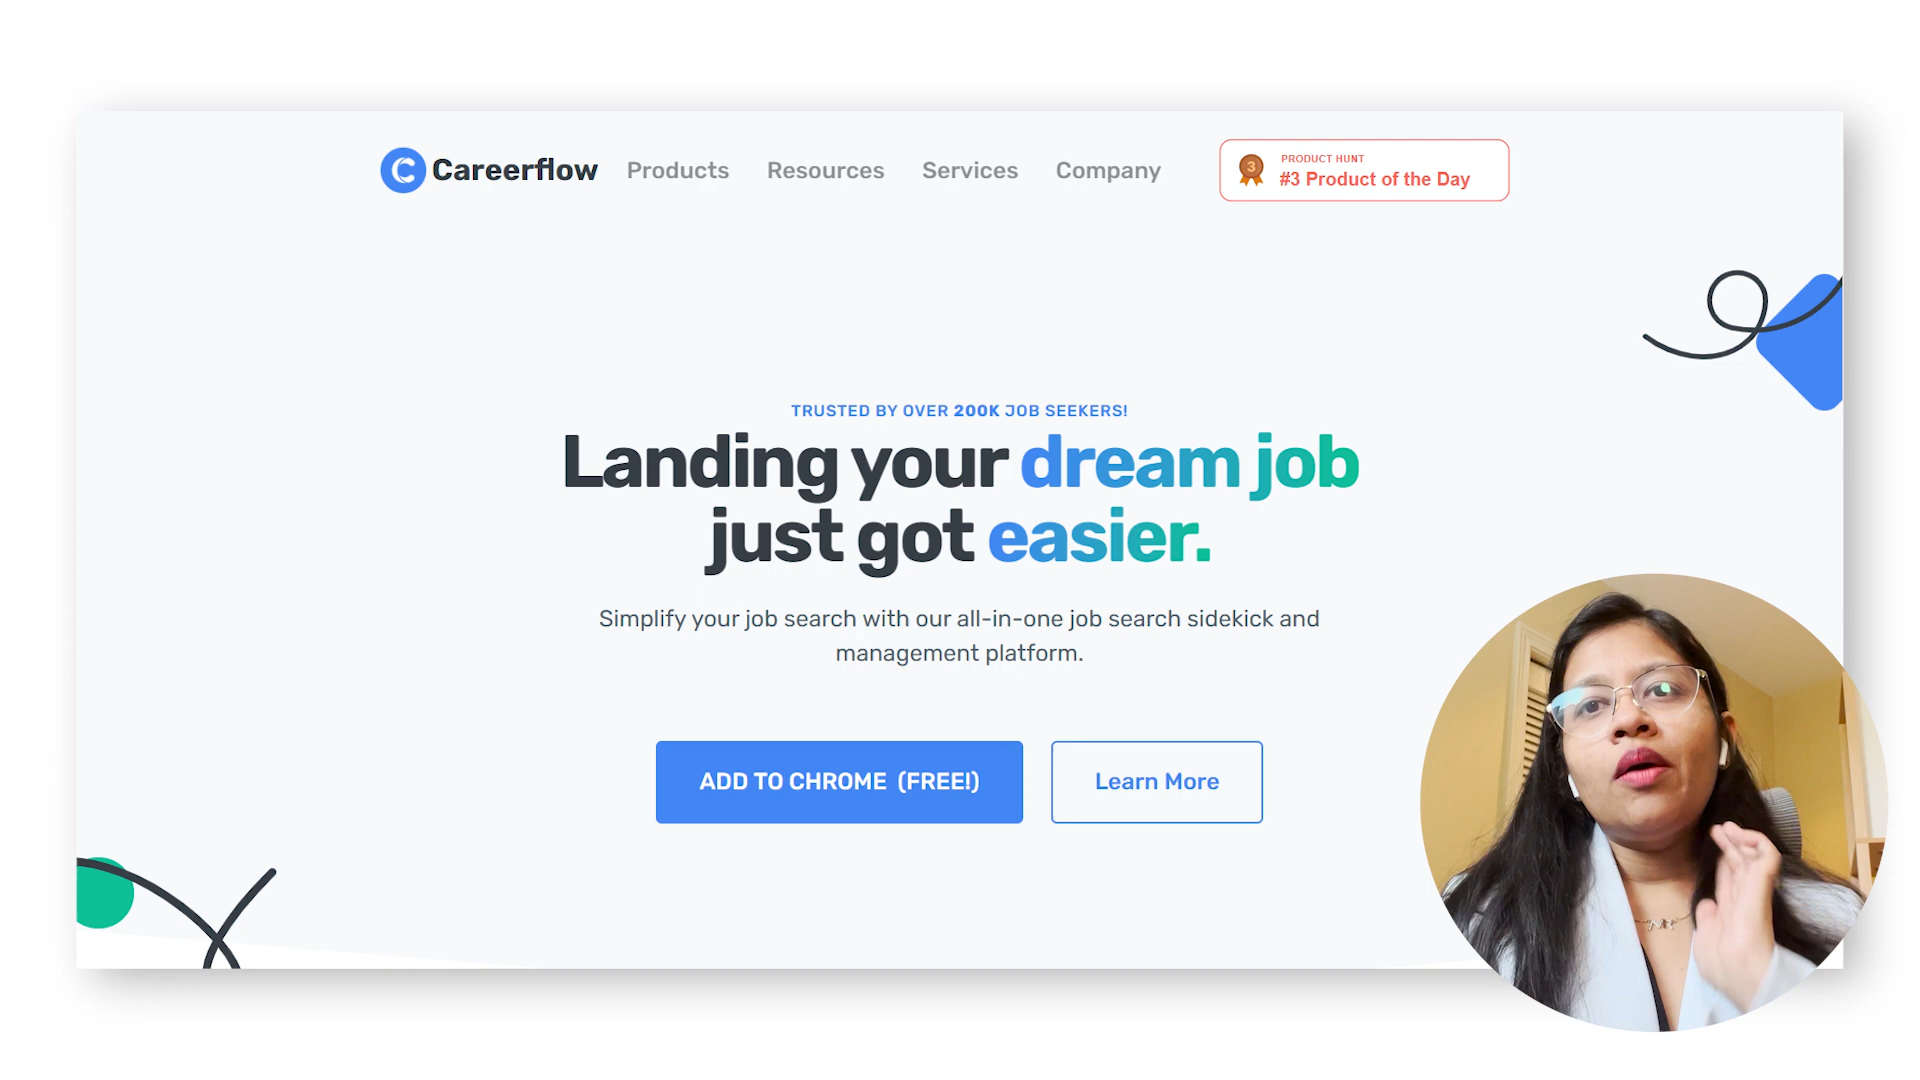 Careerflow
Products
Resources
Services
Company
3
PRODUCT HUNT
#3 Product of the Day
TRUSTED BY OVER 200K JOB SEEKERS!
Landing your dream job
just got easier.
Simplify your job search with our all-in-one job search sidekick and
management platform.
ADD TO CHROME (FREE!)
Learn More